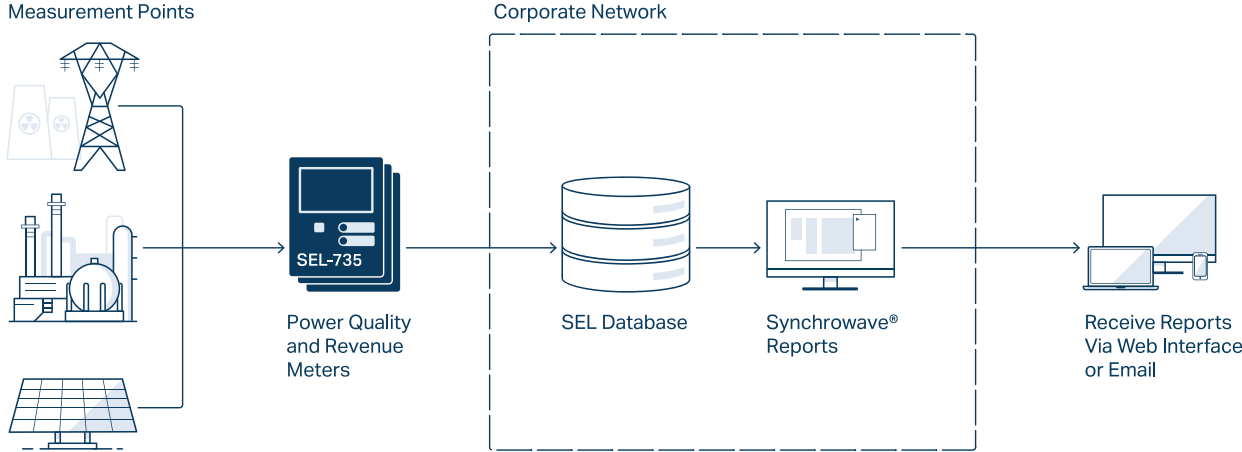 Measurement Points
Corporate Network
SEL-735
Power Quality
and Revenue
Meters
SEL Database
Synchrowave®
Reports
Receive Reports
Via Web Interface
or Email